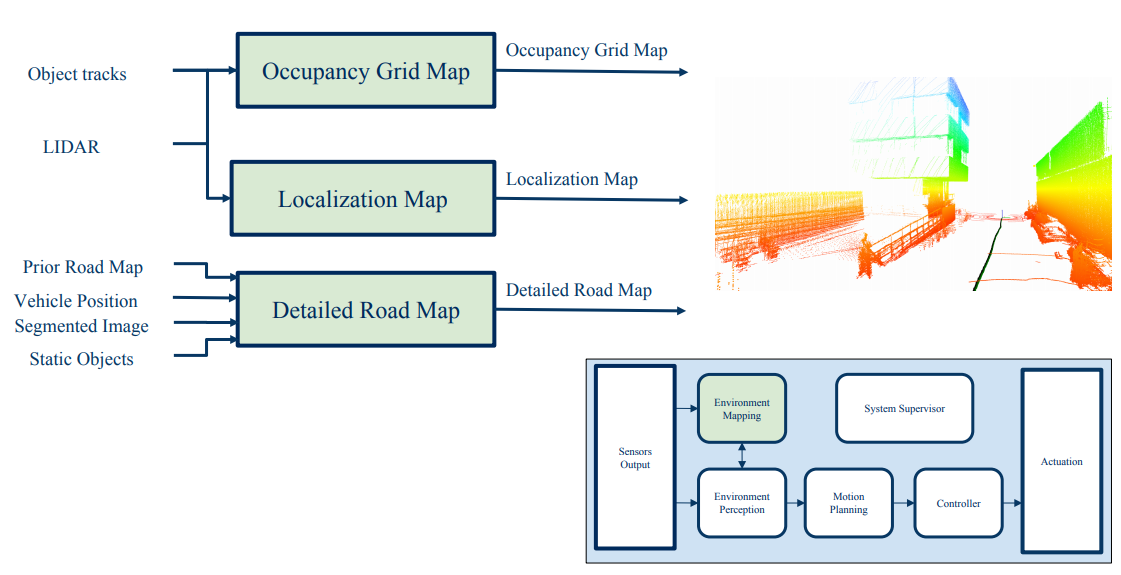 Object tracks
LIDAR
Occupancy Grid Map
Occupancy Grid Map
Localization Map
Localization Map
Prior Road Map
Vehicle Position
Segmented Image
Static Objects
Detailed Road Map
Detailed Road Map
Sensors
Output
Environment
Mapping
System Supervisor
Environment
Perception
Motion
Planning
Controller
Actuation